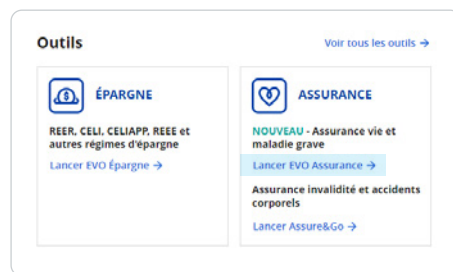 Outils
Voir tous les outils →
ÉPARGNE
REER, CELI, CELIAPP, REEE et
autres régimes d'épargne
Lancer EVO Épargne →
ASSURANCE
NOUVEAU - Assurance vie et
maladie grave
Lancer EVO Assurance →
Assurance invalidité et accidents
corporels
Lancer Assure&Go →